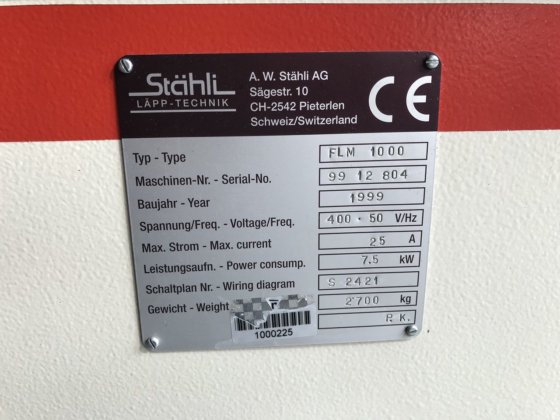 Stähli
LÄPP-TECHNIK
A. W. Stähli AG
Sägestr. 10
CH-2542 Pieterlen
Schweiz/Switzerland
CE
Typ - Type FLM 1000
Maschinen-Nr. - Serial-No. 99 12 804
Baujahr - Year 1999
Spannung/Freq. - Voltage/Freq. 400 - 50 V/Hz
Max. Strom - Max. current 25 A
Leistungsaufn. - Power consump. 7,5 kW
Schaltplan Nr. - Wiring diagram S 2421
Gewicht - Weight 2700 kg
R.K.
1000225